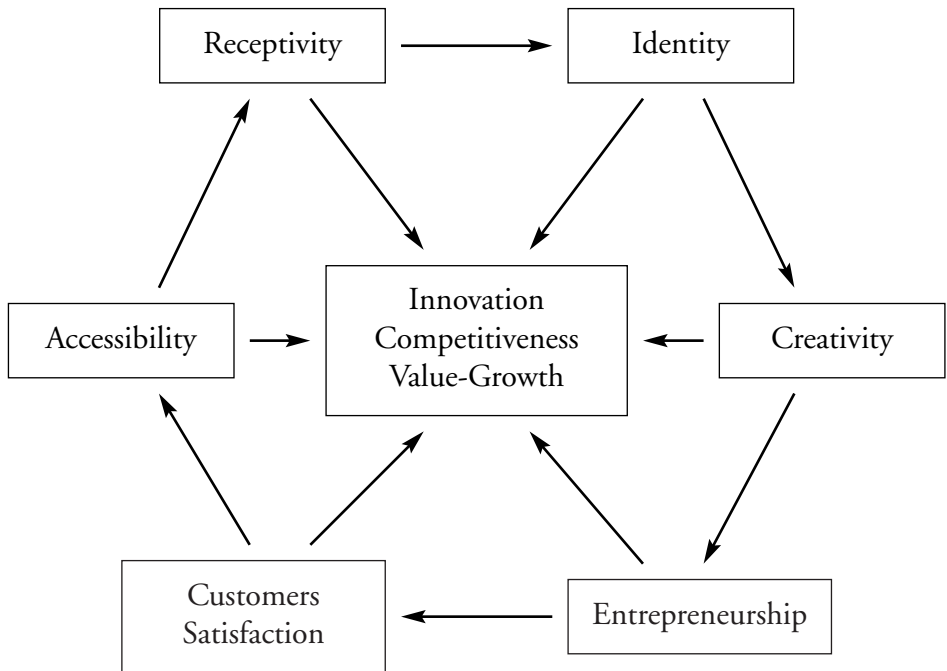 Receptivity
Identity
Innovation
Competitiveness
Value-Growth
Accessibility
Creativity
Customers
Satisfaction
Entrepreneurship